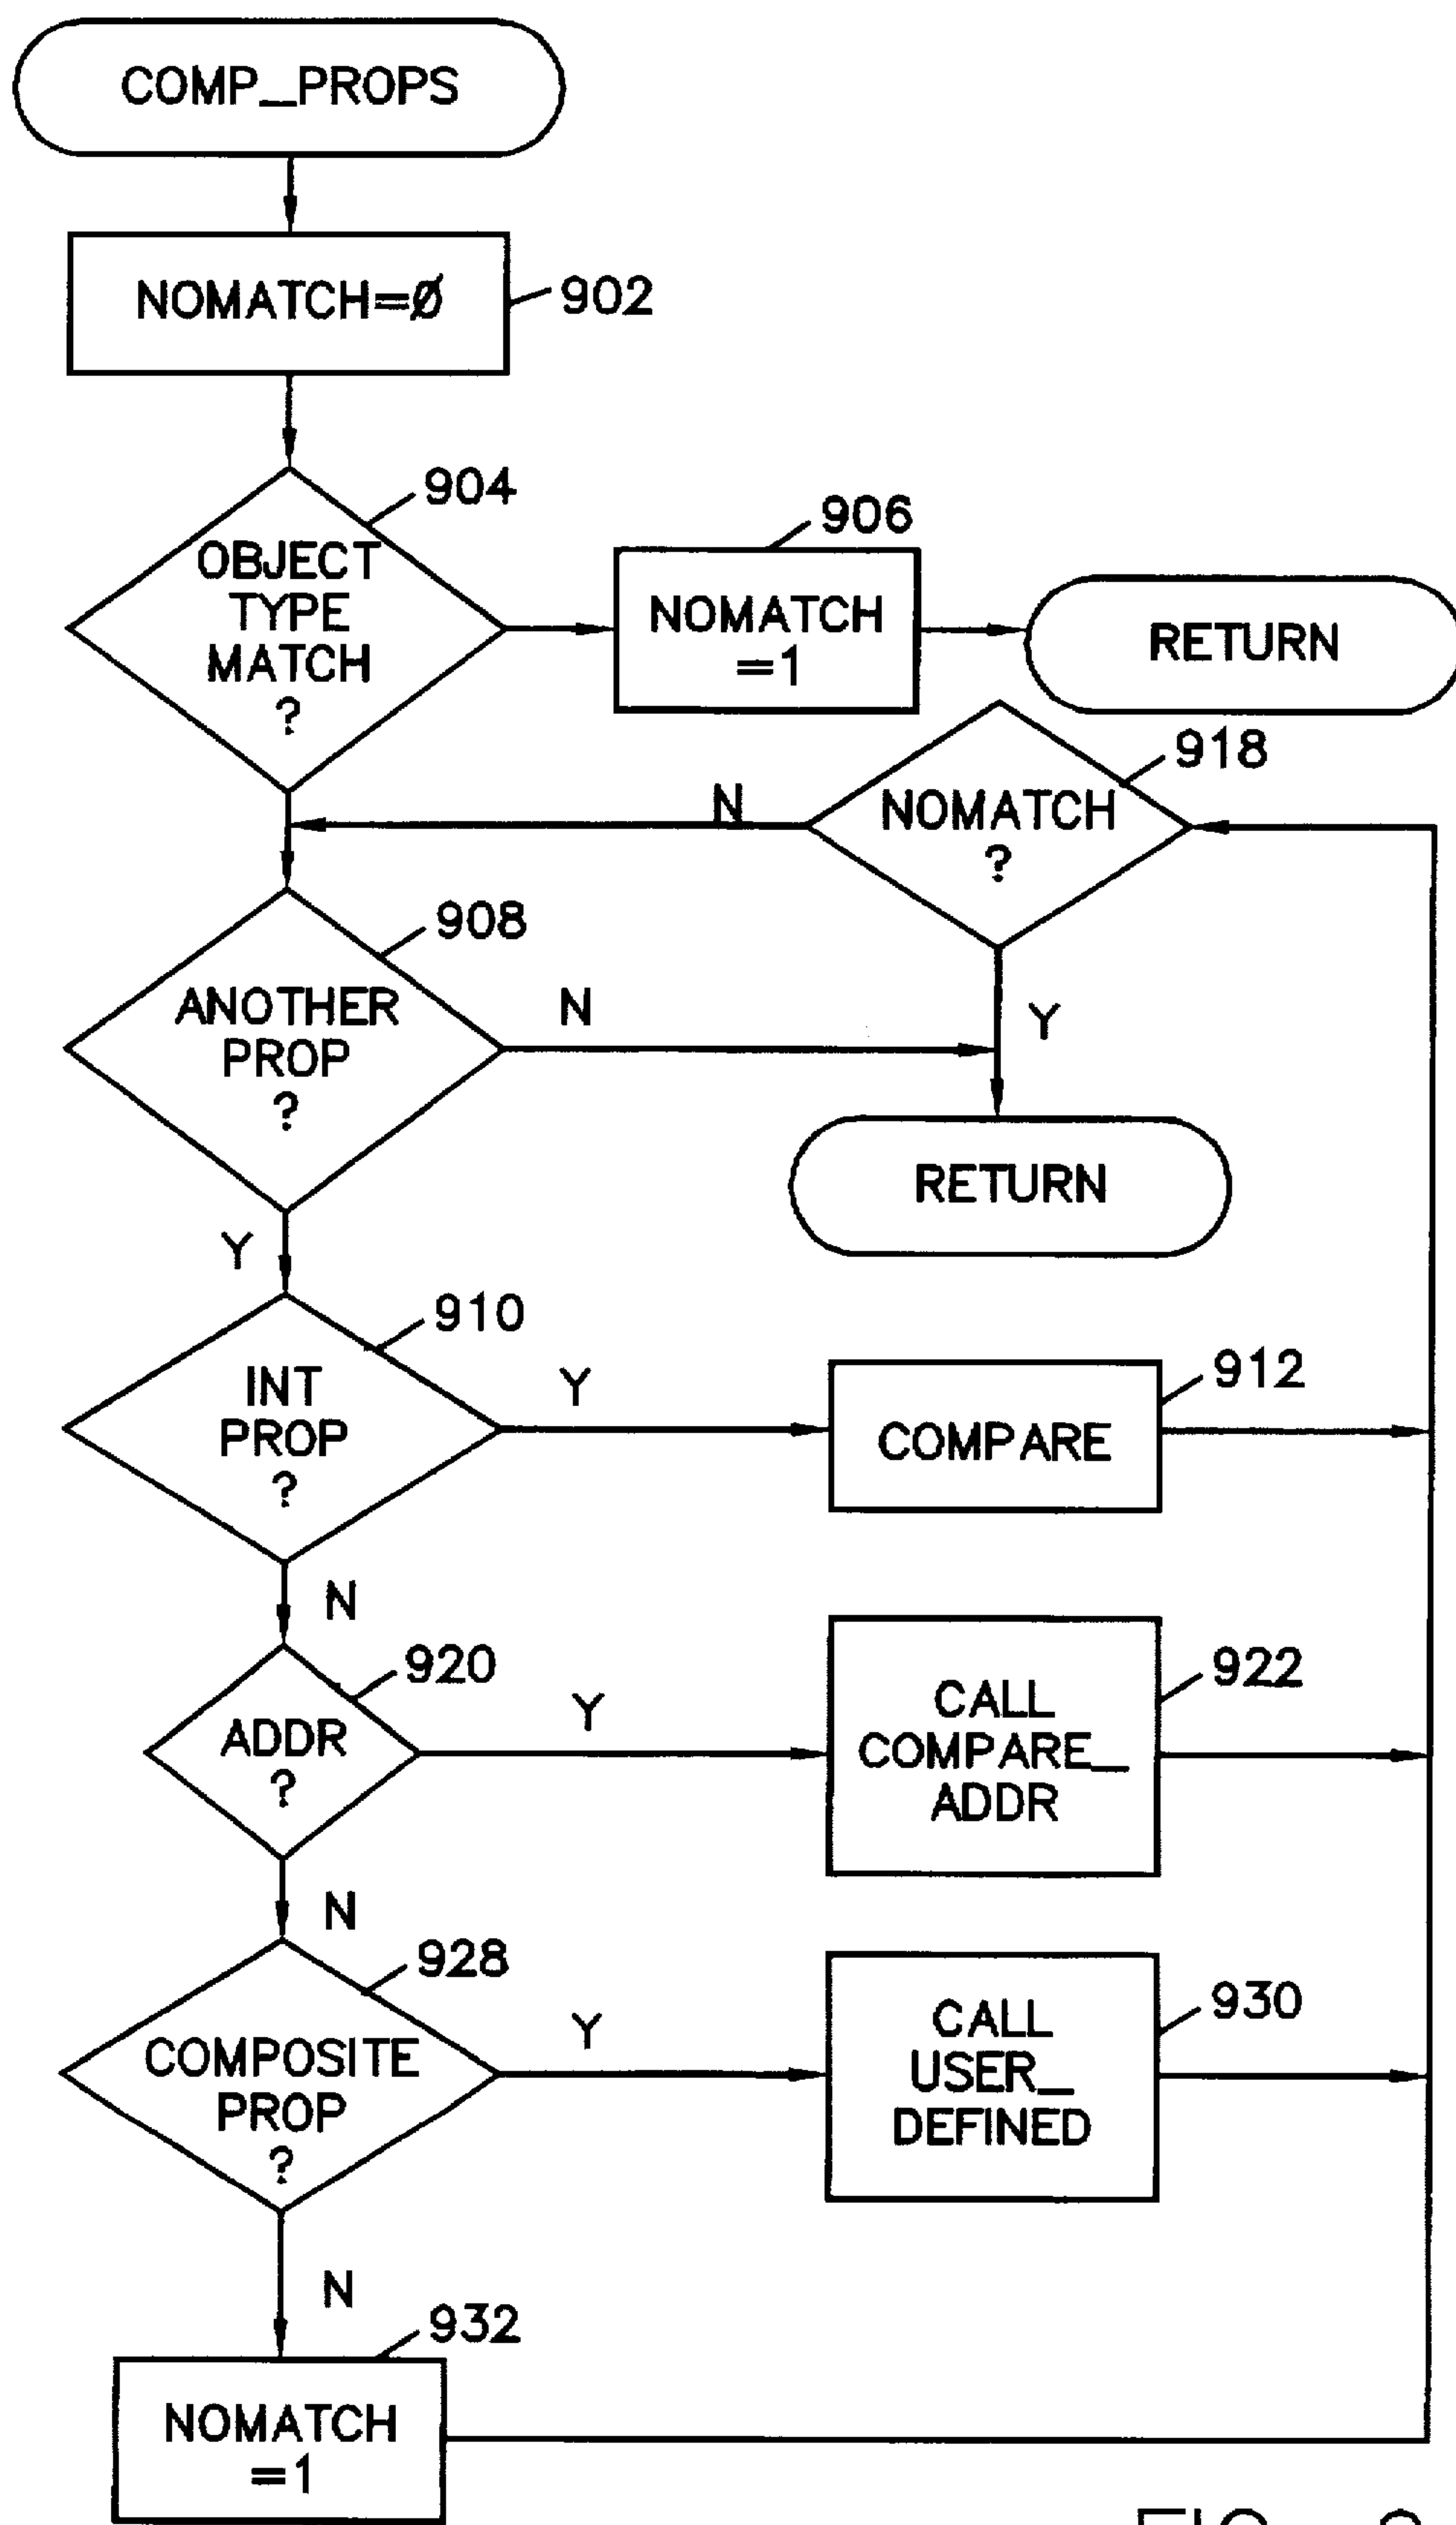 COMP_PROPS
NOMATCH=Ø
902
904
OBJECT
TYPE
MATCH
?
906
NOMATCH
=1
RETURN
918
NOMATCH
?
N
908
ANOTHER
PROP
?
N
Y
RETURN
Y
910
INT
PROP
?
Y
912
COMPARE
N
920
ADDR
?
Y
922
CALL
COMPARE_
ADDR
N
928
COMPOSITE
PROP
?
Y
930
CALL
USER_
DEFINED
N
932
NOMATCH
=1